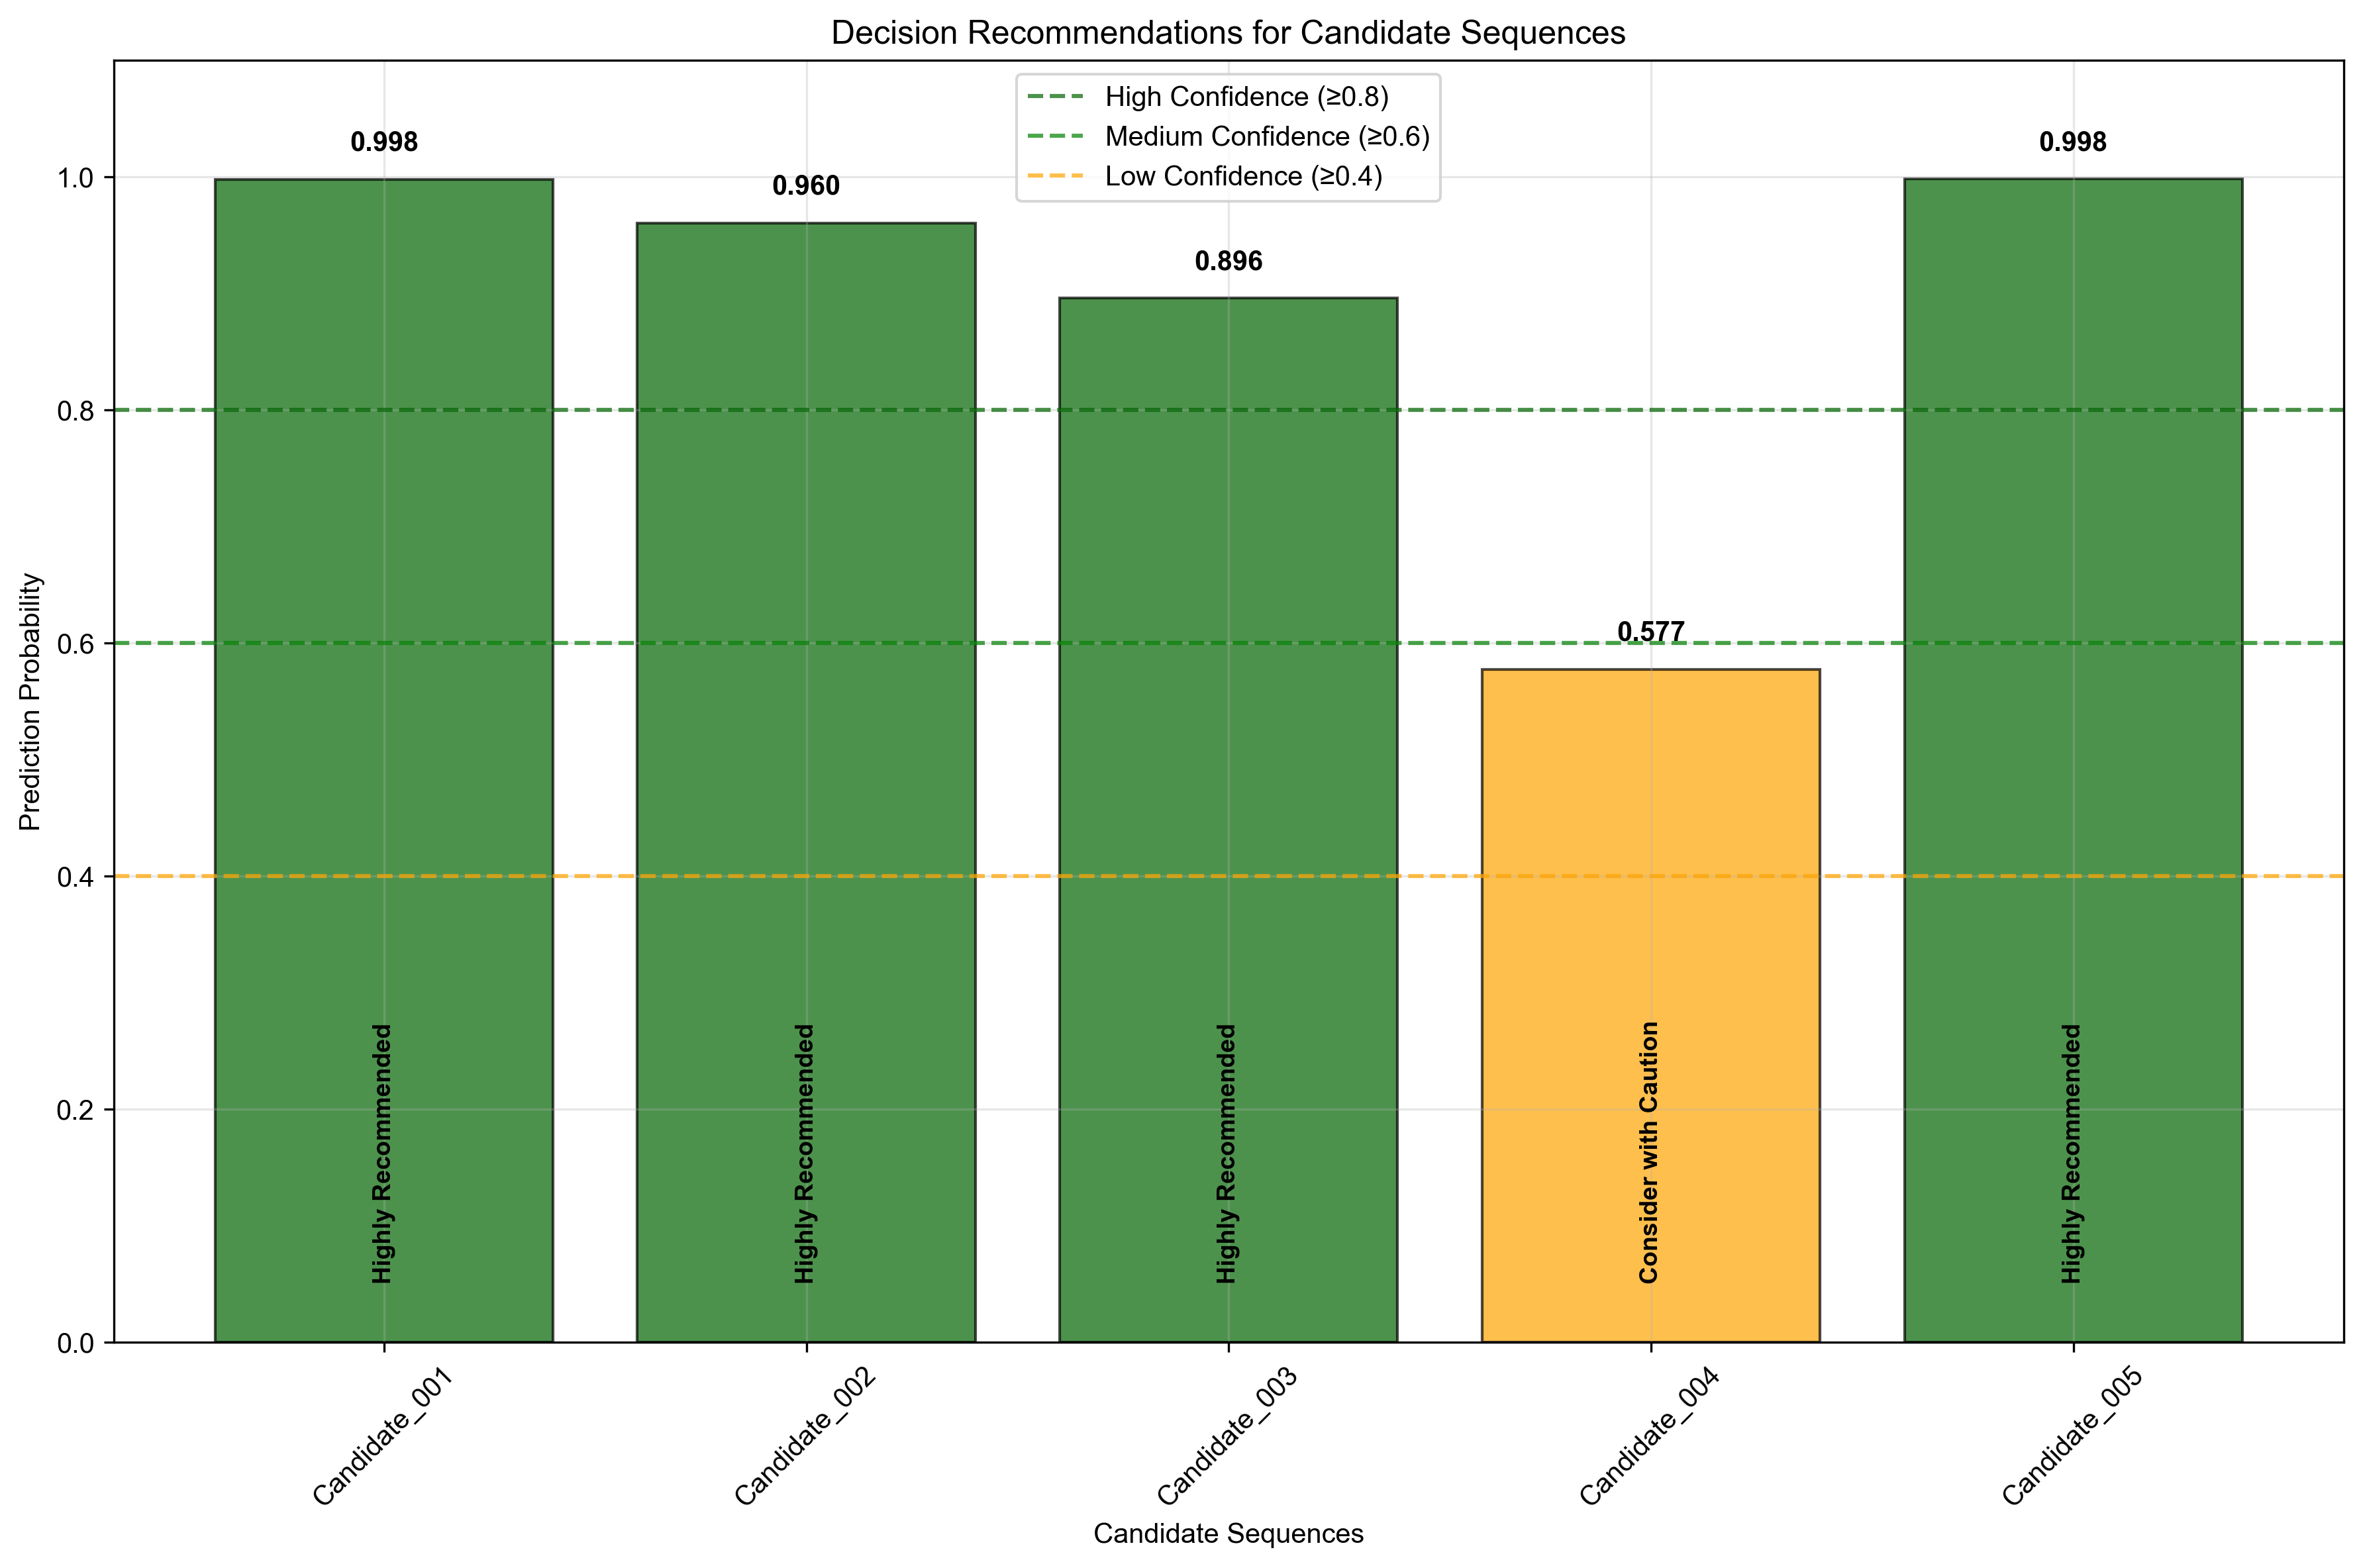 Decision Recommendations for Candidate Sequences
High Confidence (≥0.8)
Medium Confidence (≥0.6)
Low Confidence (≥0.4)
0.998
0.960
0.896
0.577
0.998
Prediction Probability
1.0
0.8
0.6
0.4
0.2
0.0
Highly Recommended
Highly Recommended
Highly Recommended
Consider with Caution
Highly Recommended
Candidate_001
Candidate_002
Candidate_003
Candidate_004
Candidate_005
Candidate Sequences